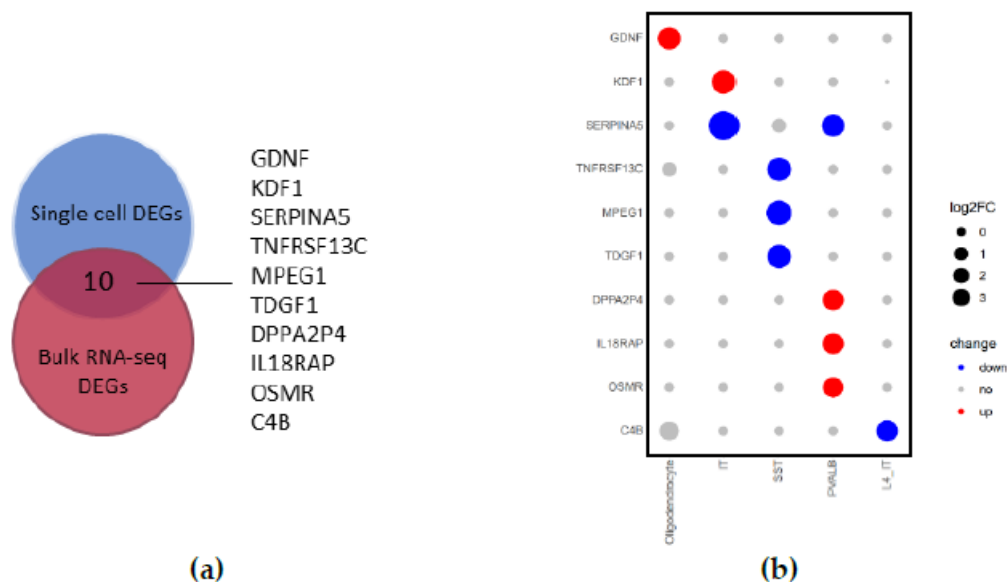 Single cell DEGs
10
Bulk RNA-seq
DEGs
GDNF
KDF1
SERPINA5
TNFRSF13C
MPEG1
TDGF1
DPPA2P4
IL18RAP
OSMR
C4B
(a)
GDNF
KDF1
SERPINA5
TNFRSF13C
MPEG1
TDGF1
DPPA2P4
IL18RAP
OSMR
C4B
Oligodendrocyte
IT
SST
PVALB
L4_IT
log2FC
0
1
2
3
change
down
no
up
(b)